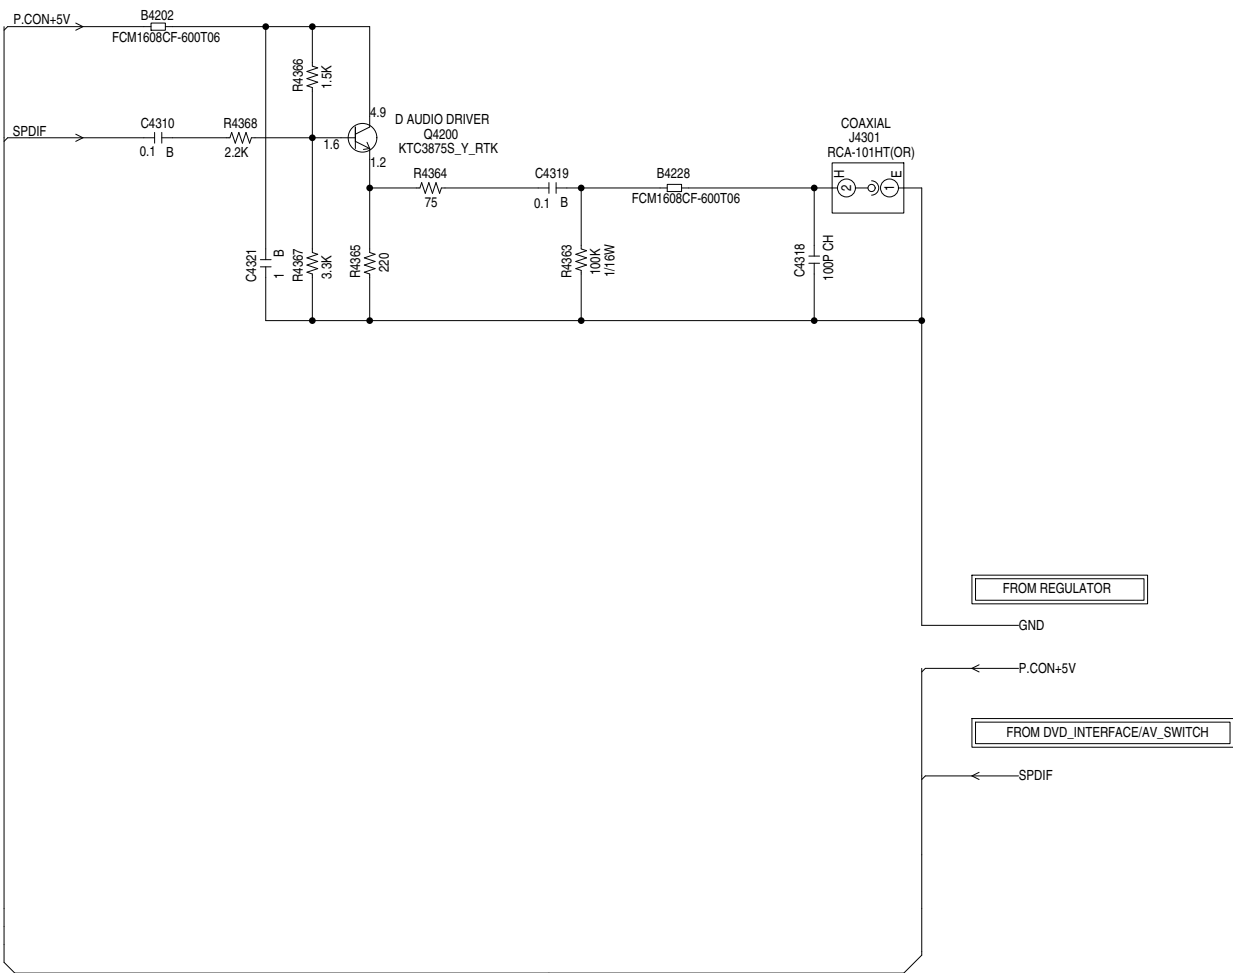 P.CON+5V
B4202
FCM1608CF-600T06
R4366
1.5K
SPDIF
C4310
0.1 B
R4368
2.2K
4.9
1.6
1.2
D AUDIO DRIVER
Q4200
KTC3875S_Y_RTK
R4364
75
C4319
0.1 B
B4228
FCM1608CF-600T06
COAXIAL
J4301
RCA-101HT(OR)
H
2
1
E
C4321
1 B
R4367
3.3K
R4365
220
R4363
100K
1/16W
C4318
100P CH
FROM REGULATOR
GND
P.CON+5V
FROM DVD_INTERFACE/AV_SWITCH
SPDIF